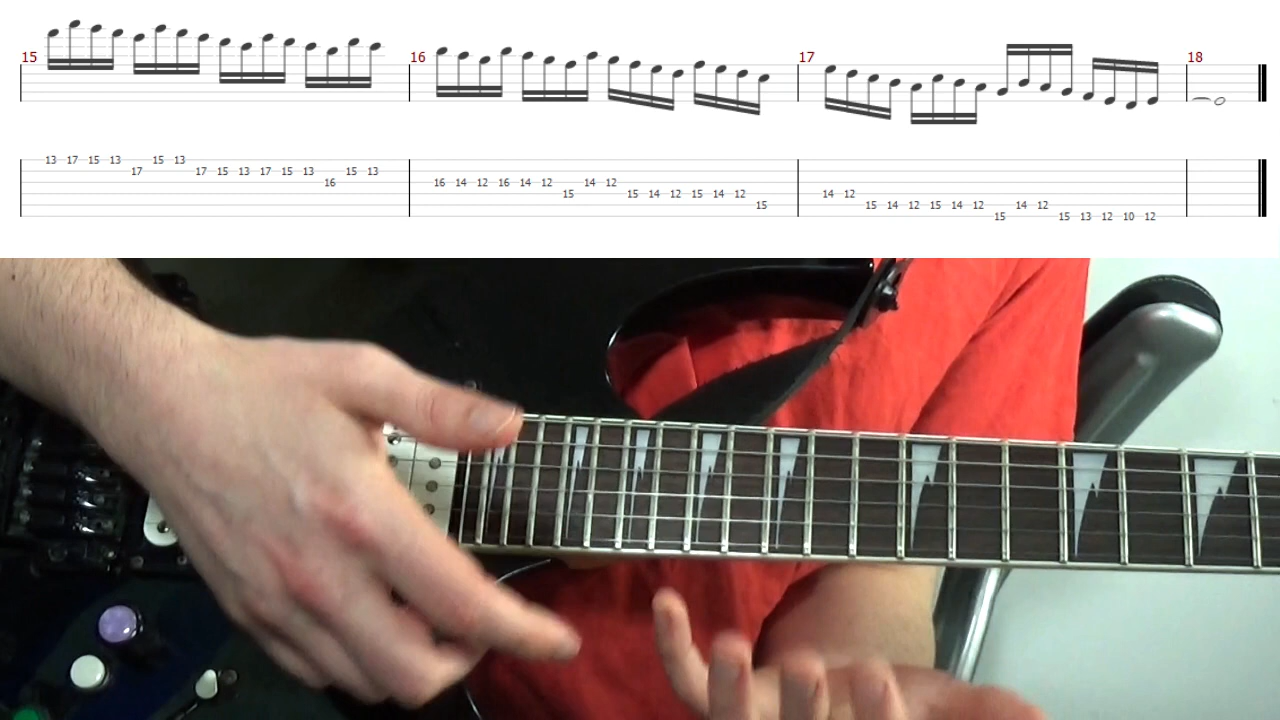 15 16 17 18
13 17 15 13 15 13
17 17 15 13 17 15 13 15 13
16 16 14 12 16 14 12 14 12
15 15 14 12 15 14 12 14 12
15 15 14 12 15 14 12 14 12
15 15 13 12 10 12